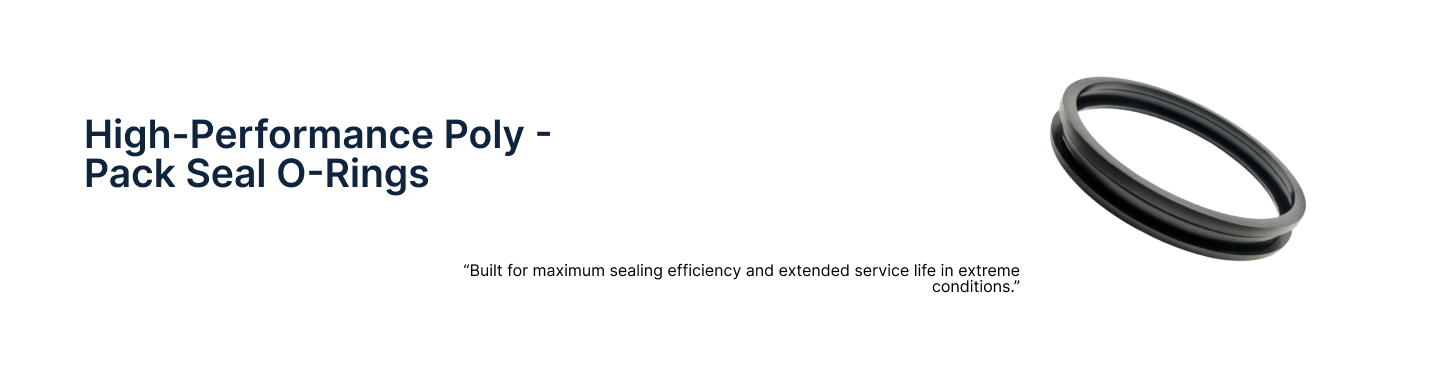 High-Performance Poly -
Pack Seal O-Rings
“Built for maximum sealing efficiency and extended service life in extreme
conditions.”